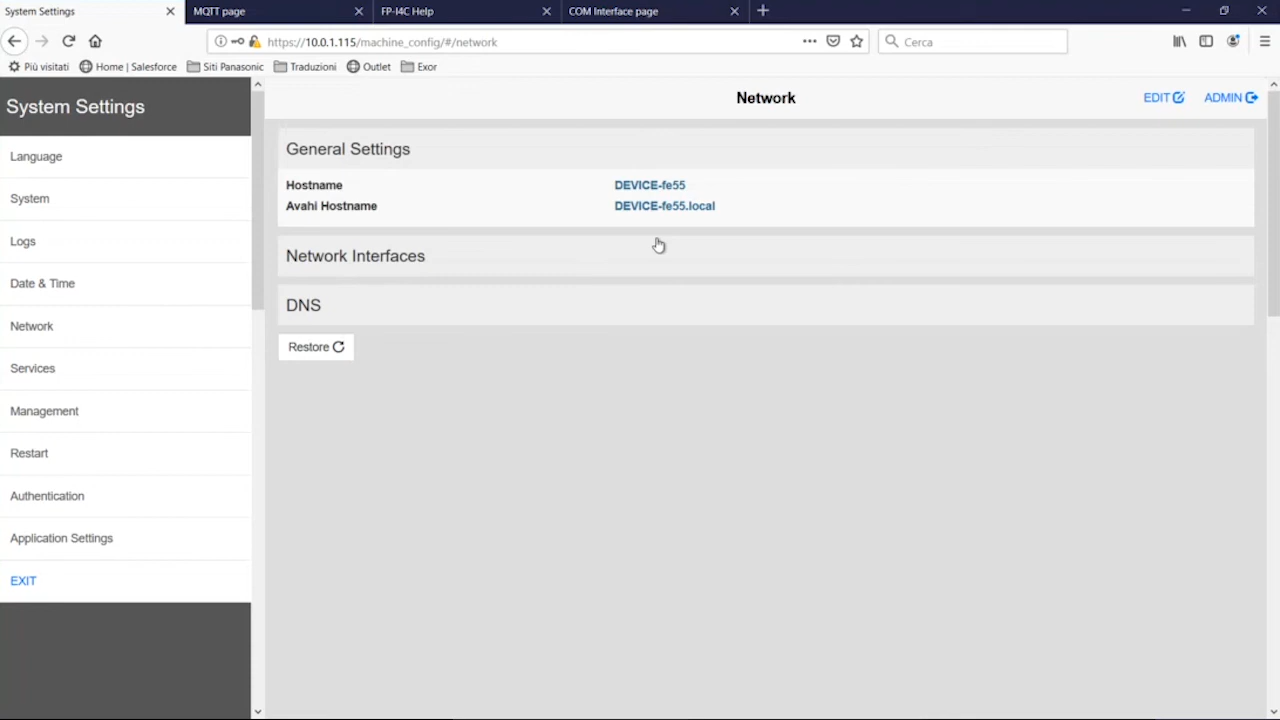 System Settings
MQTT page
FP-I4C Help
COM Interface page
https://10.0.1.115/machine_config/#/network
Cerca
Più visitati
Home | Salesforce
Siti Panasonic
Traduzioni
Outlet
Exor
System Settings
Language
System
Logs
Date & Time
Network
Services
Management
Restart
Authentication
Application Settings
EXIT
Network
EDIT
ADMIN
General Settings
Hostname DEVICE-fe55
Avahi Hostname DEVICE-fe55.local
Network Interfaces
DNS
Restore